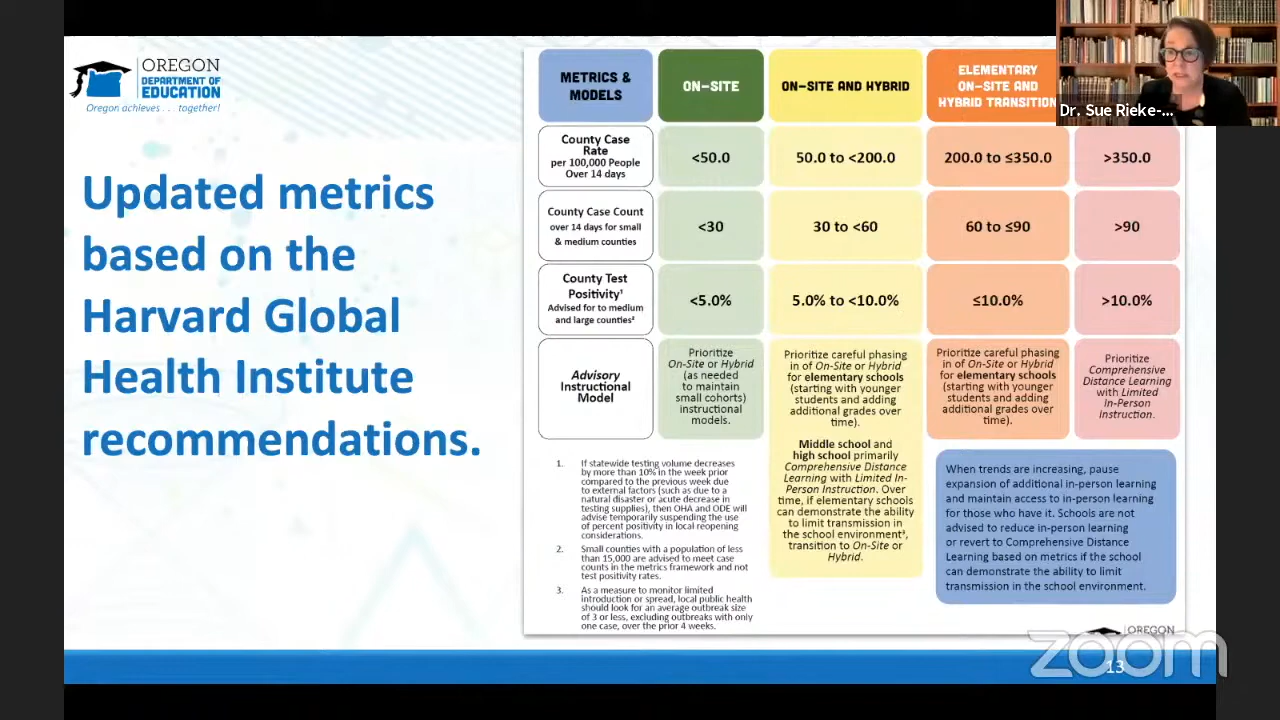 OREGON
DEPARTMENT OF
EDUCATION
Oregon achieves . . . together!
Updated metrics
based on the
Harvard Global
Health Institute
recommendations.
METRICS &
MODELS
ON-SITE
ON-SITE AND HYBRID
ELEMENTARY
ON-SITE AND
HYBRID TRANSITION
Dr. Sue Rieke-...
County Case
Rate
per 100,000 People
Over 14 days
<50.0
50.0 to <200.0
200.0 to ≤350.0
>350.0
County Case Count
over 14 days for small
& medium counties
<30
30 to <60
60 to ≤90
>90
County Test
Positivity¹
Advised for to medium
and large counties²
<5.0%
5.0% to <10.0%
≤10.0%
>10.0%
Advisory
Instructional
Model
Prioritize
On-Site or Hybrid
(as needed
to maintain
small cohorts)
instructional
models.
Prioritize careful phasing
in of On-Site or Hybrid
for elementary schools
(starting with younger
students and adding
additional grades over
time).
Middle school and
high school primarily
Comprehensive Distance
Learning with Limited In-
Person Instruction. Over
time, if elementary schools
can demonstrate the ability
to limit transmission in
the school environment³,
transition to On-Site or
Hybrid.
Prioritize careful phasing
in of On-Site or Hybrid
for elementary schools
(starting with younger
students and adding
additional grades over
time).
Prioritize
Comprehensive
Distance Learning
with Limited
In-Person
Instruction.
1. If statewide testing volume decreases
by more than 10% in the week prior
compared to the previous week due
to external factors (such as due to a
natural disaster or acute decrease in
testing supplies), then OHA and ODE will
advise temporarily suspending the use
of percent positivity in local reopening
considerations.
2. Small counties with a population of less
than 15,000 are advised to meet case
counts in the metrics framework and not
test positivity rates.
3. As a measure to monitor limited
introduction or spread, local public health
should look for an average outbreak size
of 3 or less, excluding outbreaks with only
one case, over the prior 4 weeks.
When trends are increasing, pause
expansion of additional in-person learning
and maintain access to in-person learning
for those who have it. Schools are not
advised to reduce in-person learning
or revert to Comprehensive Distance
Learning based on metrics if the school
can demonstrate the ability to limit
transmission in the school environment.
OREGON
zoom
13